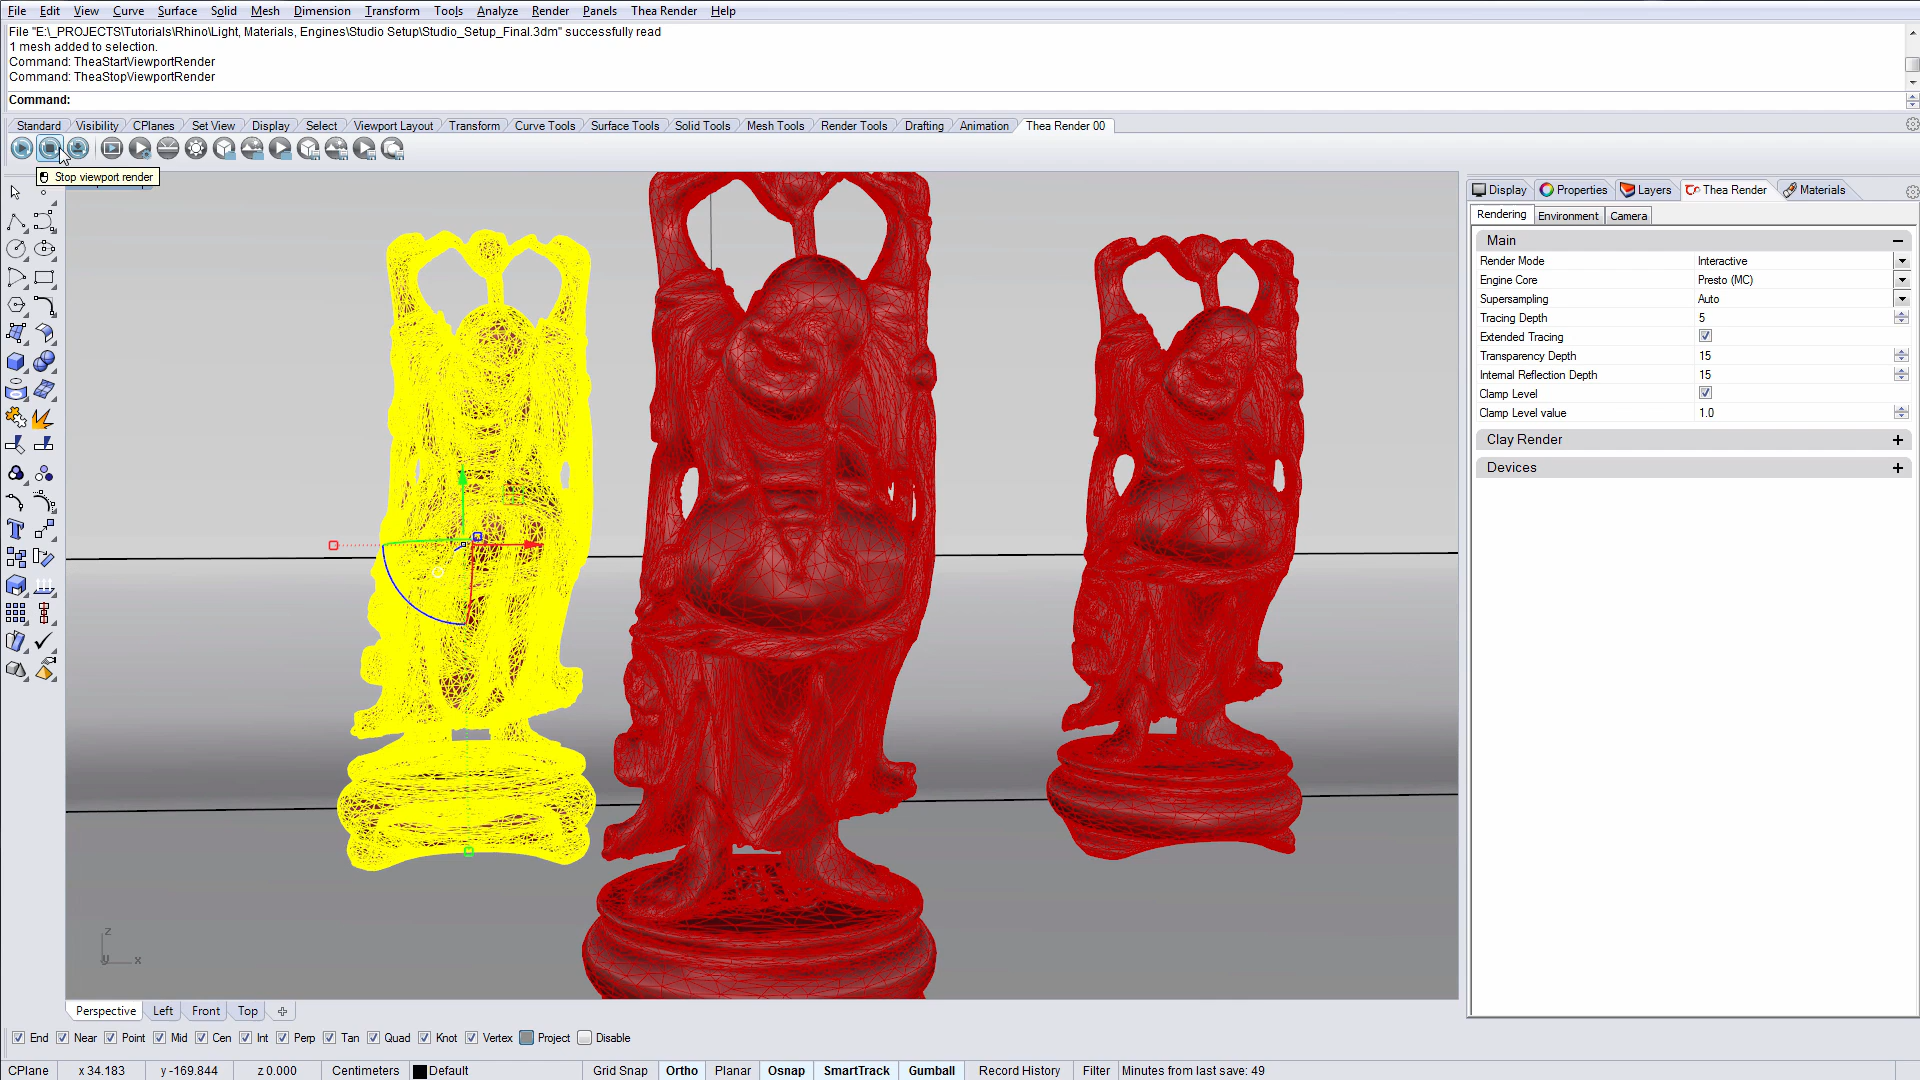 File Edit View Curve Surface Solid Mesh Dimension Transform Tools Analyze Render Panels Thea Render Help
File "E:\_PROJECTS\Tutorials\Rhino\Light, Materials, Engines\Studio Setup\Studio_Setup_Final.3dm" successfully read
1 mesh added to selection.
Command: TheaStartViewportRender
Command: TheaStopViewportRender
Command:
Standard Visibility CPlanes Set View Display Select Viewport Layout Transform Curve Tools Surface Tools Solid Tools Mesh Tools Render Tools Drafting Animation Thea Render 00
Stop viewport render
Display Properties Layers Thea Render Materials
Rendering Environment Camera
Main
Render Mode Interactive
Engine Core Presto (MC)
Supersampling Auto
Tracing Depth 5
Extended Tracing
Transparency Depth 15
Internal Reflection Depth 15
Clamp Level
Clamp Level value 1.0
Clay Render
Devices
z
x
Perspective Left Front Top
End Near Point Mid Cen Int Perp Tan Quad Knot Vertex Project Disable
CPlane x 34.183 y -169.844 z 0.000 Centimeters Default Grid Snap Ortho Planar Osnap SmartTrack Gumball Record History Filter Minutes from last save: 49